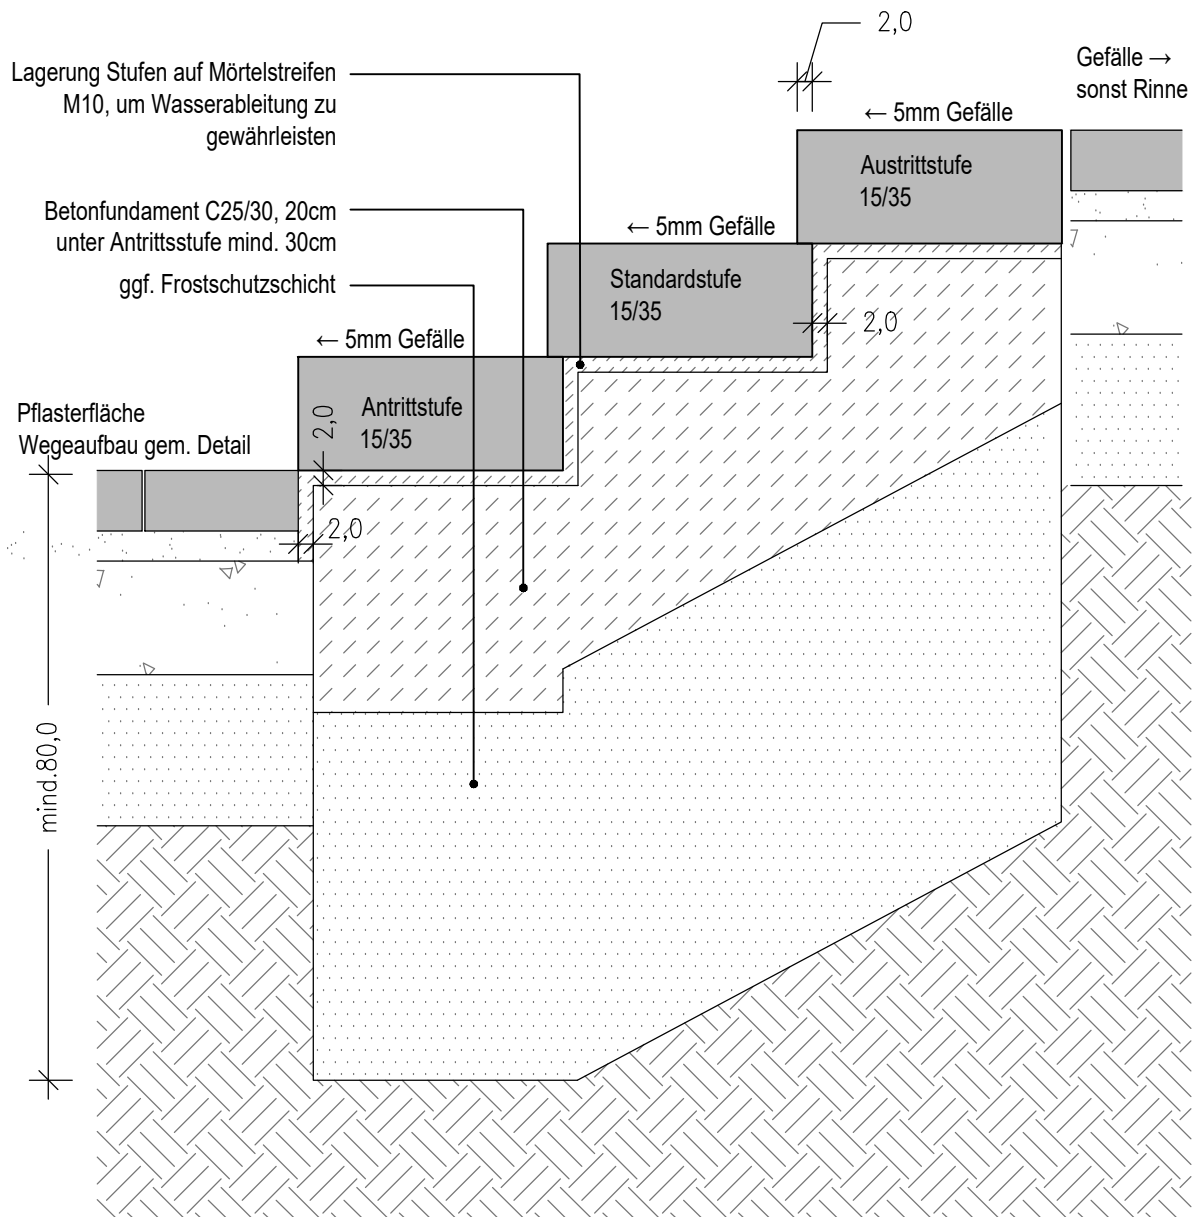 2,0
Lagerung Stufen auf Mörtelstreifen
M10, um Wasserableitung zu
gewährleisten
Gefälle →
sonst Rinne
← 5mm Gefälle
Austrittstufe
15/35
Betonfundament C25/30, 20cm
unter Antrittsstufe mind. 30cm
ggf. Frostschutzschicht
← 5mm Gefälle
Standardstufe
15/35
2,0
← 5mm Gefälle
Antrittstufe
15/35
2,0
Pflasterfläche
Wegeaufbau gem. Detail
2,0
mind.80,0